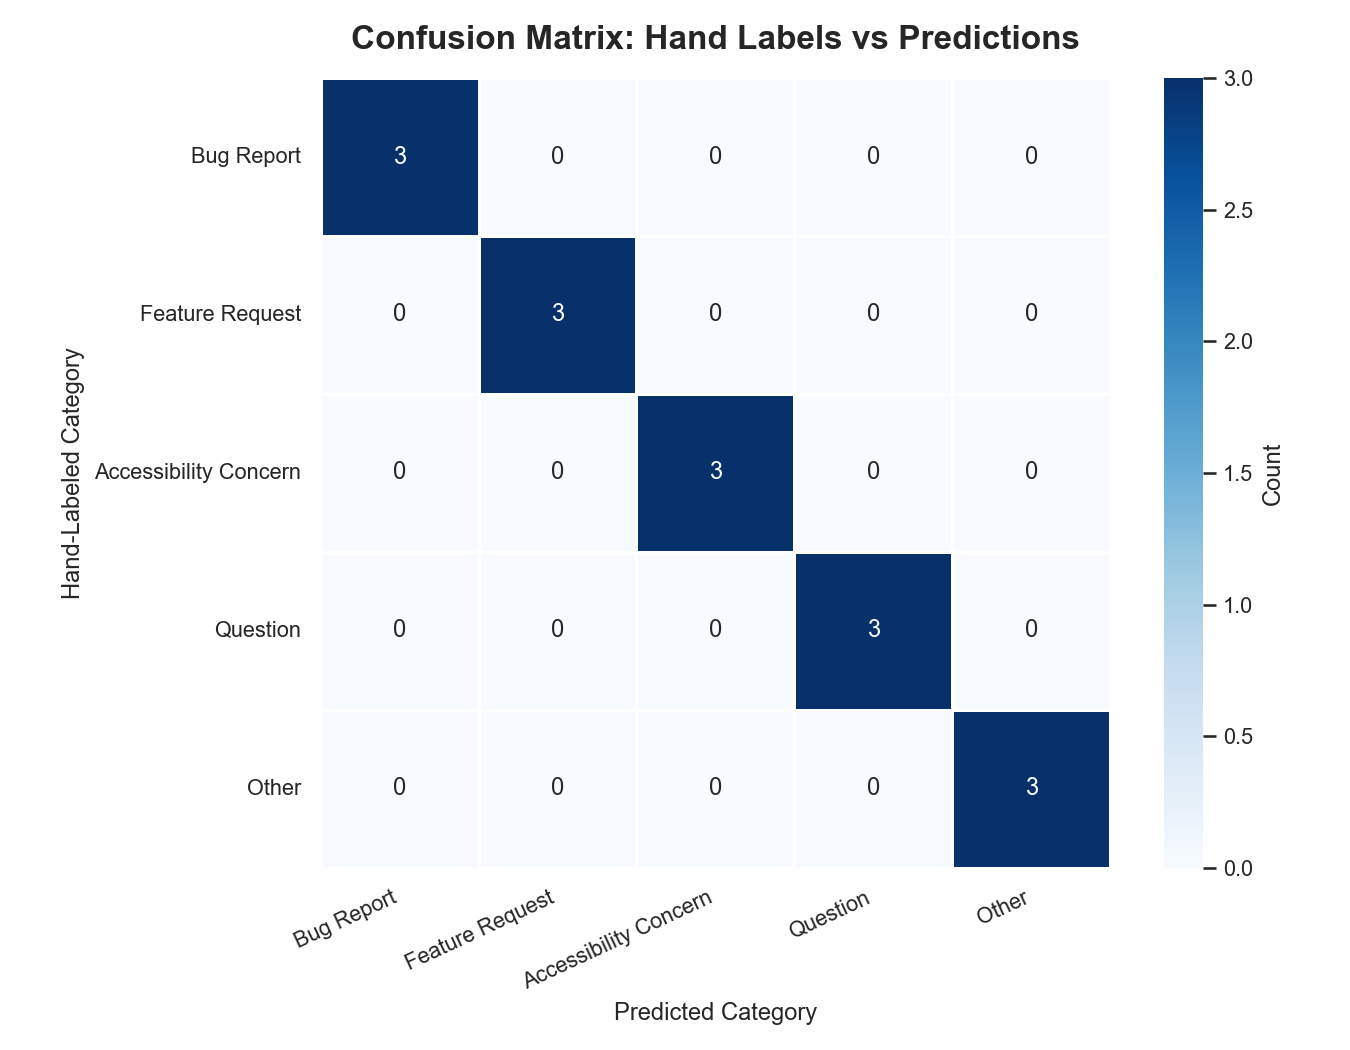 Confusion Matrix: Hand Labels vs Predictions
Hand-Labeled Category
Bug Report 3 0 0 0 0
Feature Request 0 3 0 0 0
Accessibility Concern 0 0 3 0 0
Question 0 0 0 3 0
Other 0 0 0 0 3
Bug Report
Feature Request
Accessibility Concern
Question
Other
Predicted Category
3.0
2.5
2.0
1.5
1.0
0.5
0.0
Count